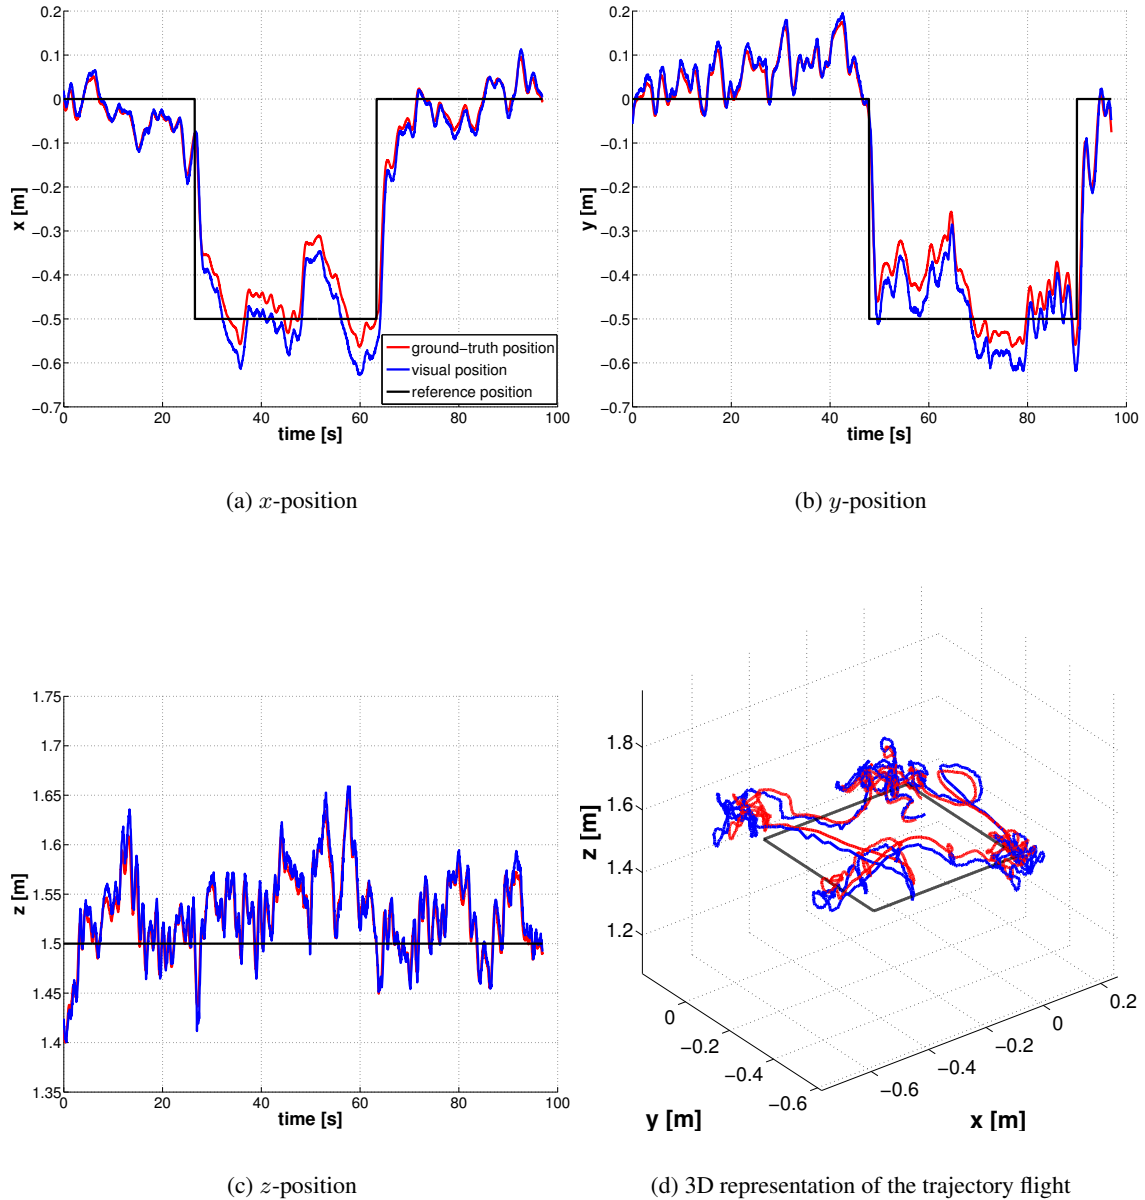 0.2
0.1
0
−0.1
−0.2
−0.3
−0.4
−0.5
−0.6
−0.7
x [m]
0 20 40 60 80 100
time [s]
ground−truth position
visual position
reference position
(a) x-position
0.2
0.1
0
−0.1
−0.2
−0.3
−0.4
−0.5
−0.6
−0.7
y [m]
0 20 40 60 80 100
time [s]
(b) y-position
1.75
1.7
1.65
1.6
1.55
1.5
1.45
1.4
1.35
z [m]
0 20 40 60 80 100
time [s]
(c) z-position
1.8
1.6
1.4
1.2
z [m]
0
−0.2
−0.4
−0.6
y [m]
−0.6
−0.4
−0.2
0
0.2
x [m]
(d) 3D representation of the trajectory flight